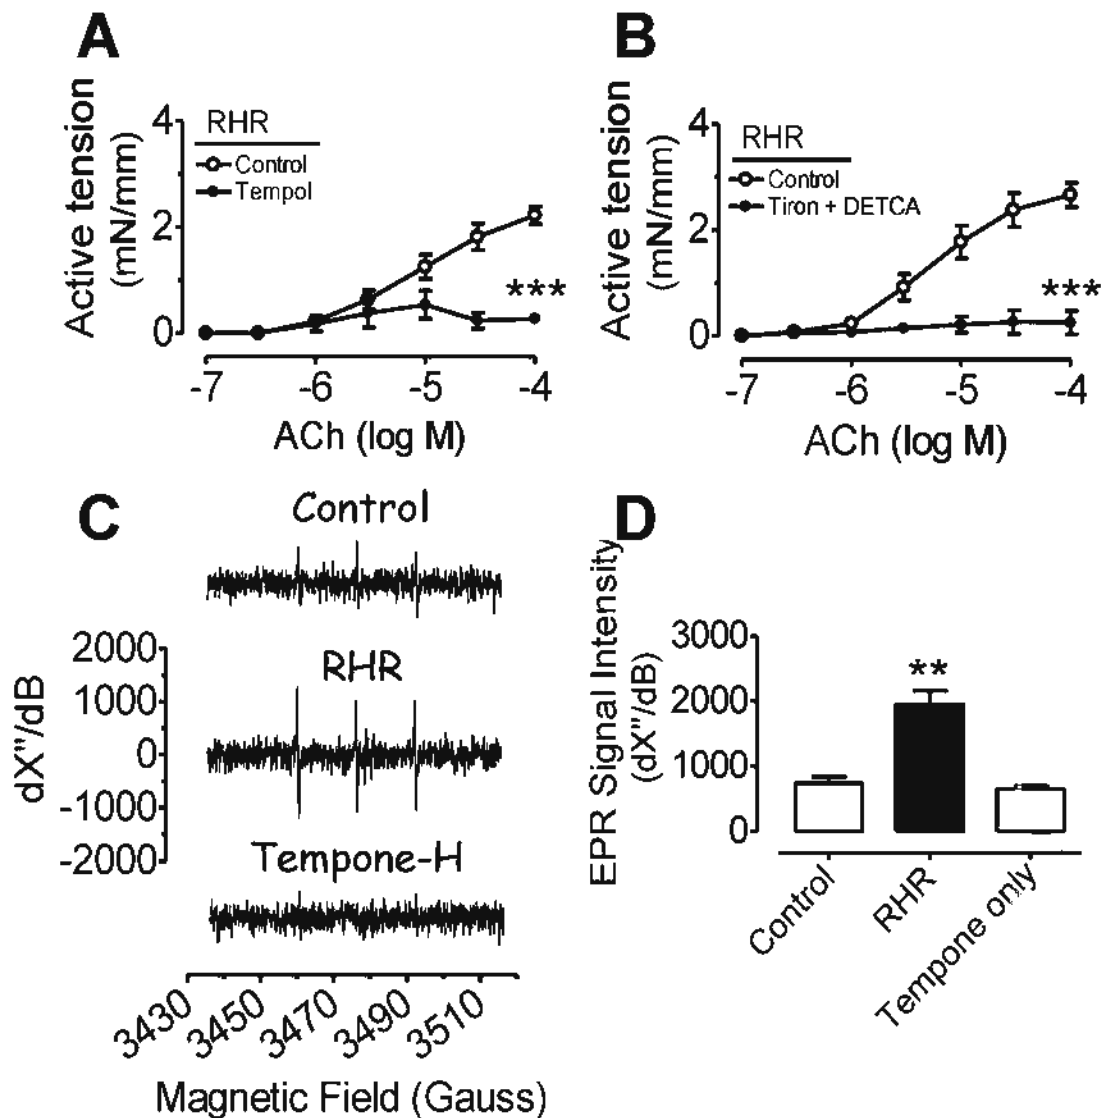 A
Active tension
(mN/mm)
4
2
0
RHR
Control
Tempol
***
-7 -6 -5 -4
ACh (log M)
B
Active tension
(mN/mm)
4
2
0
RHR
Control
Tiron + DETCA
***
-7 -6 -5 -4
ACh (log M)
C
Control
RHR
Tempone-H
dX"/dB
2000
1000
0
-1000
-2000
3430 3450 3470 3490 3510
Magnetic Field (Gauss)
D
EPR Signal Intensity
(dX"/dB)
3000
2000
1000
0
**
Control
RHR
Tempone only